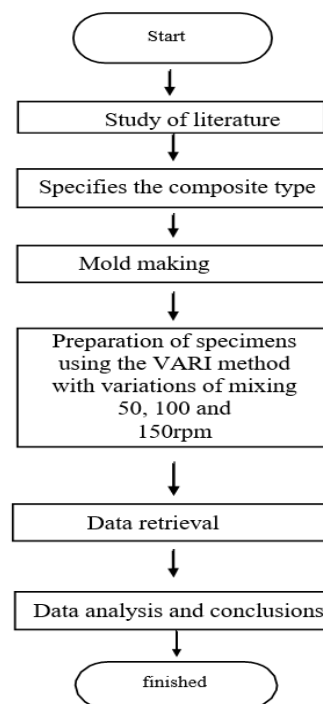 Start
Study of literature
Specifies the composite type
Mold making
Preparation of specimens
using the VARI method
with variations of mixing
50, 100 and
150rpm
Data retrieval
Data analysis and conclusions
finished